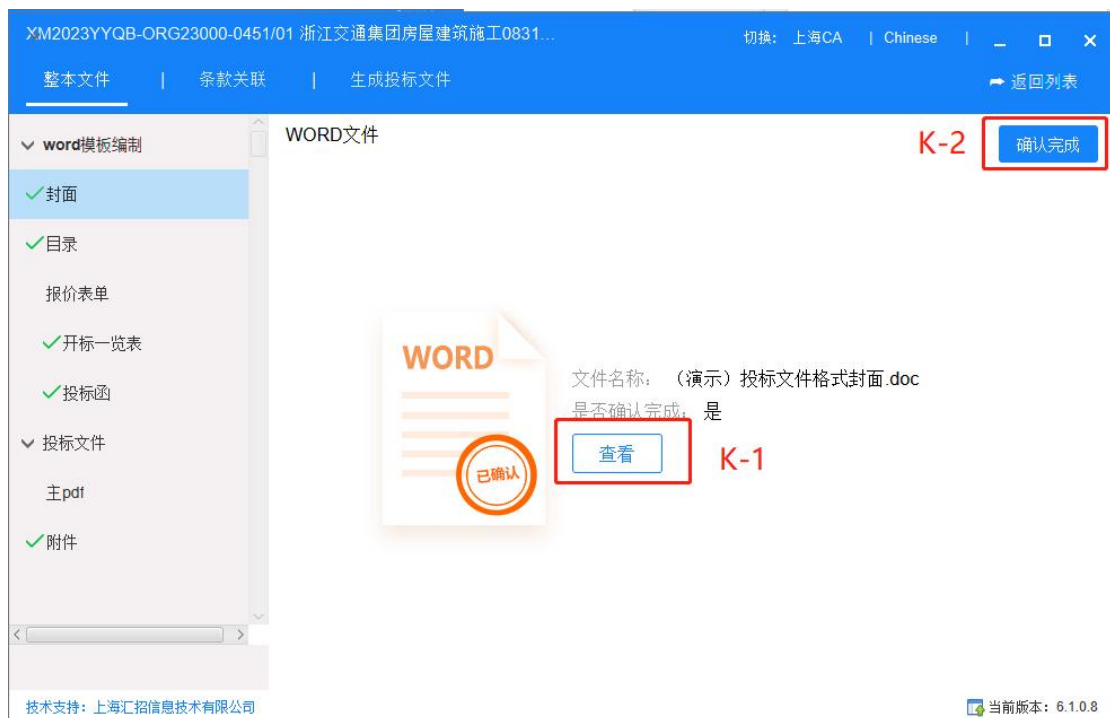 XM2023YYQB-ORG23000-0451/01 浙江交通集团房屋建筑施工0831...
切换: 上海CA | Chinese |
整本文件 | 条款关联 | 生成投标文件
返回列表
word模板编制
封面
目录
报价表单
开标一览表
投标函
投标文件
主pdf
附件
WORD文件
K-2
确认完成
WORD
已确认
文件名称: （演示）投标文件格式封面.doc
是否确认完成: 是
查看
K-1
技术支持: 上海汇招信息技术有限公司
当前版本: 6.1.0.8